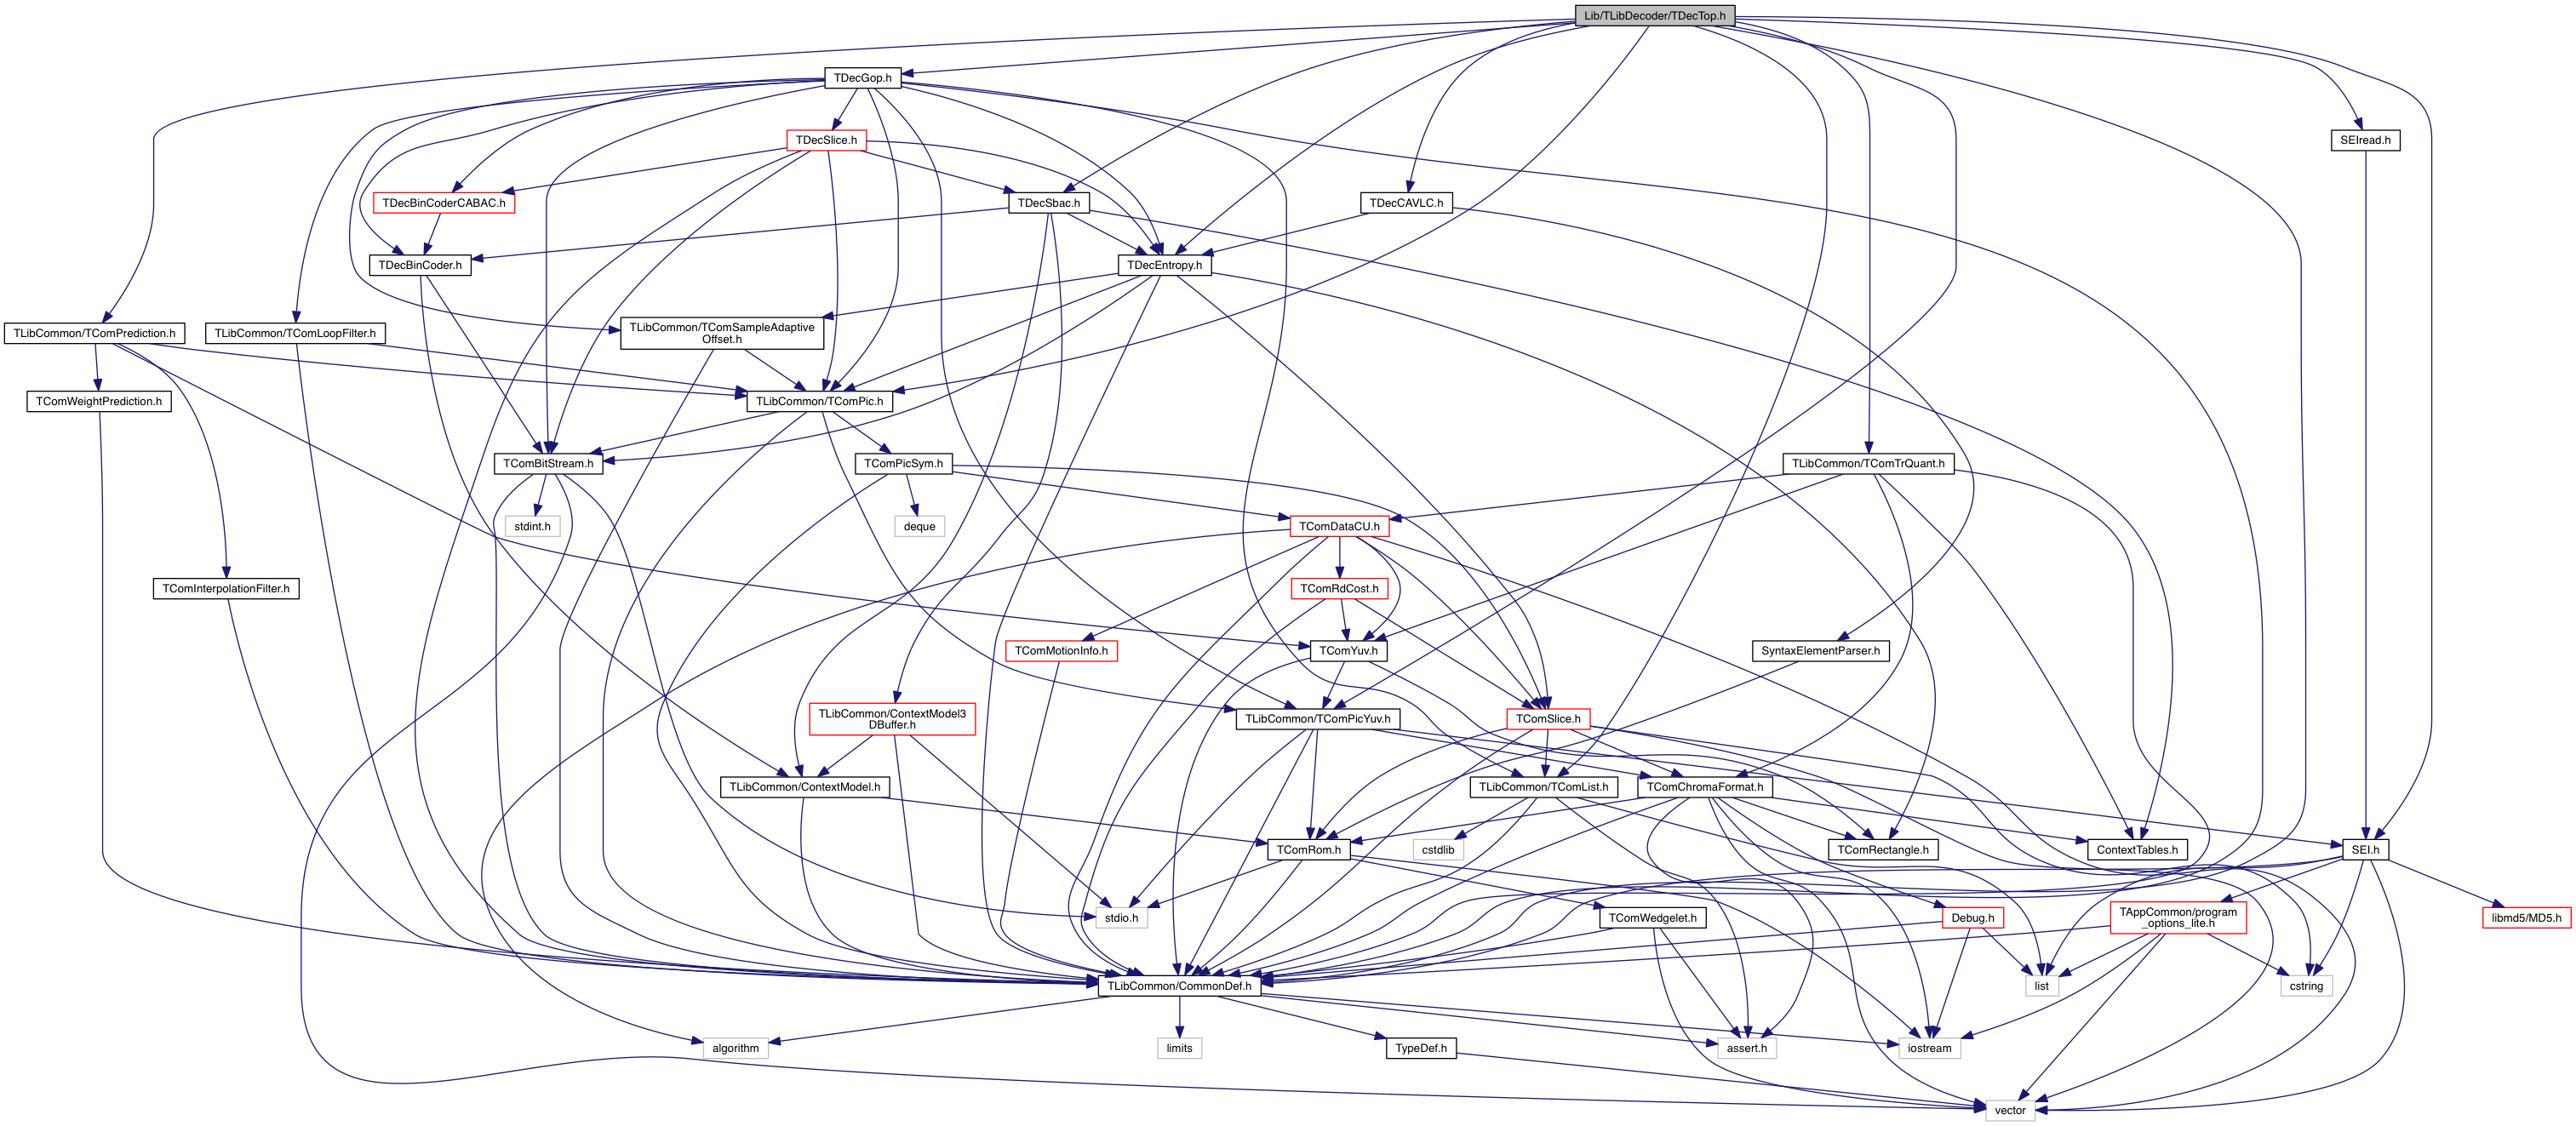 Lib/TLibDecoder/TDecTop.h
TDecGop.h
TDecSlice.h
SEIread.h
TDecBinCoderCABAC.h
TDecSbac.h
TDecCAVLC.h
TDecBinCoder.h
TDecEntropy.h
TLibCommon/TComPrediction.h
TLibCommon/TComLoopFilter.h
TLibCommon/TComSampleAdaptive
Offset.h
TComWeightPrediction.h
TLibCommon/TComPic.h
TComBitStream.h
TComPicSym.h
TLibCommon/TComTrQuant.h
stdint.h
deque
TComDataCU.h
TComInterpolationFilter.h
TComRdCost.h
TComMotionInfo.h
TComYuv.h
SyntaxElementParser.h
TLibCommon/ContextModel3
DBuffer.h
TLibCommon/TComPicYuv.h
TComSlice.h
TLibCommon/ContextModel.h
TLibCommon/TComList.h
TComChromaFormat.h
TComRom.h
cstdlib
TComRectangle.h
ContextTables.h
SEI.h
stdio.h
TComWedgelet.h
Debug.h
TAppCommon/program
_options_lite.h
libmd5/MD5.h
TLibCommon/CommonDef.h
list
cstring
algorithm
limits
TypeDef.h
assert.h
iostream
vector